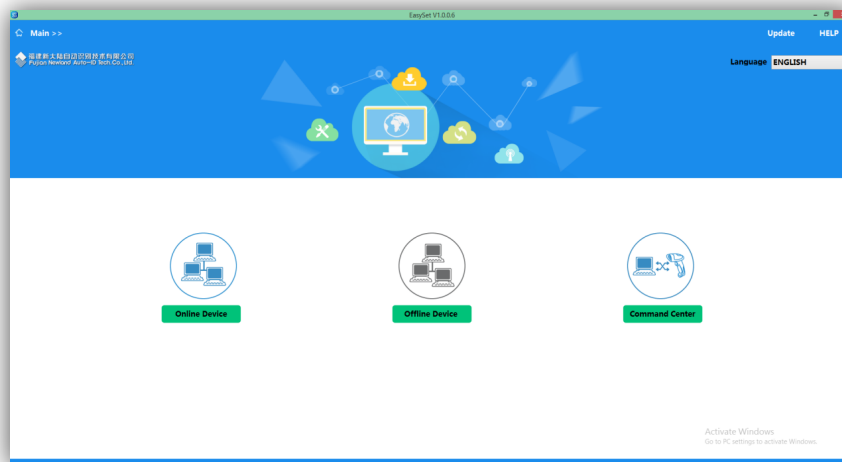 EasySet V1.0.0.6
Main >>
Update HELP
福建新大陆自动识别技术有限公司
Fujian Newland Auto-ID Tech.Co.,Ltd.
Language ENGLISH
Online Device
Offline Device
Command Center
Activate Windows
Go to PC settings to activate Windows.